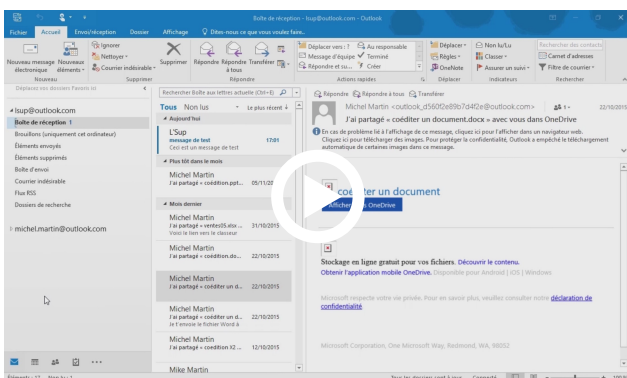 Boîte de réception - lsup@outlook.com - Outlook
Fichier Accueil Envoi/réception Dossier Affichage Dites-nous ce que vous voulez faire...
Nouveau message électronique
Nouveaux éléments
Nouveau
Ignorer
Nettoyer
Courrier indésirable
Supprimer
Supprimer
Répondre
Répondre à tous
Transférer
Répondre
Déplacer vers : ?
Au responsable
Message d'équipe
Terminé
Répondre et su...
Créer
Actions rapides
Déplacer
Règles
OneNote
Déplacer
Non lu/Lu
Classer
Assurer un suivi
Indicateurs
Rechercher des contacts
Carnet d'adresses
Filtre de courrier
Rechercher
Déplacez vos dossiers Favoris ici
lsup@outlook.com
Boîte de réception 1
Brouillons (uniquement cet ordinateur)
Éléments envoyés
Éléments supprimés
Boîte d'envoi
Courrier indésirable
Flux RSS
Dossiers de recherche
michel.martin@outlook.com
Rechercher Boîte aux lettres actuelle (Ctrl+E)
Tous Non lus Le plus récent
Aujourd'hui
L'Sup
message de test 17:01
Ceci est un message de test
Plus tôt dans le mois
Michel Martin
J'ai partagé « coédition.ppt... 05/11/20
Mois dernier
Michel Martin
J'ai partagé « ventes05.xlsx ... 31/10/2015
Voici le lien vers le classeur
Michel Martin
J'ai partagé « coédition.do... 22/10/2015
Michel Martin
J'ai partagé « coéditer un d... 22/10/2015
Michel Martin
J'ai partagé « coéditer un d... 22/10/2015
Je t'envoie le fichier Word à
Michel Martin
J'ai partagé « coedition X2 ... 12/10/2015
Mike Martin
Répondre Répondre à tous Transférer
Michel Martin <outlook_d560f2e89b7d4f2e@outlook.com> 1 22/10/2015
J'ai partagé « coéditer un document.docx » avec vous dans OneDrive
En cas de problème lié à l'affichage de ce message, cliquez ici pour l'afficher dans un navigateur web.
Cliquez ici pour télécharger des images. Pour protéger la confidentialité, Outlook a empêché le téléchargement
automatique de certaines images dans ce message.
coéditer un document
OneDrive
Stockage en ligne gratuit pour vos fichiers. Découvrir le contenu.
Obtenir l'application mobile OneDrive. Disponible pour Android | iOS | Windows
Microsoft respecte votre vie privée. Pour en savoir plus, veuillez consulter notre déclaration de
confidentialité.
Microsoft Corporation, One Microsoft Way, Redmond, WA, 98052